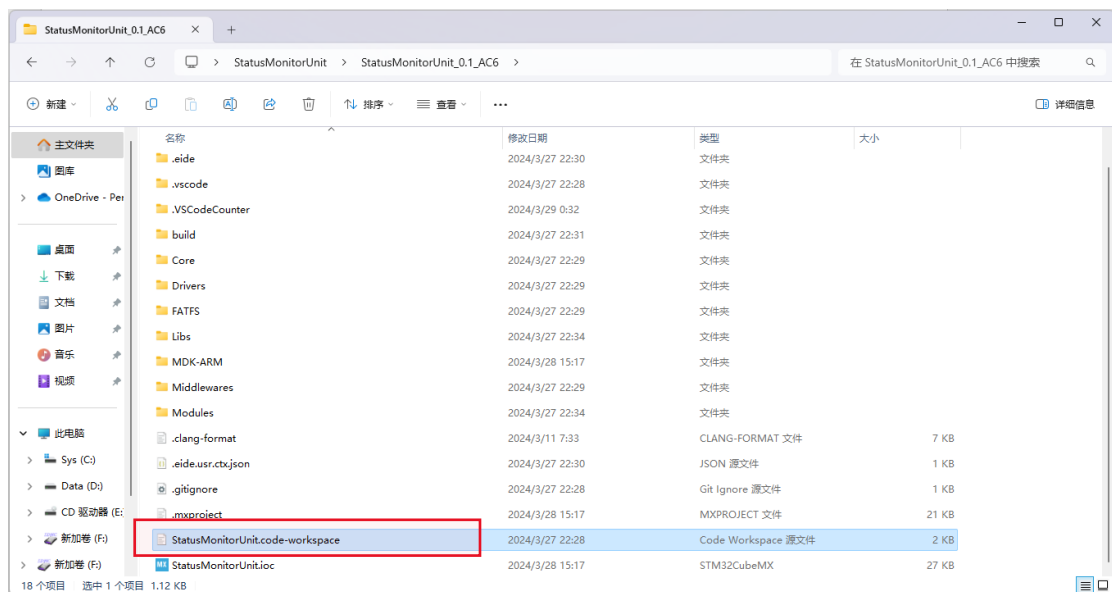 StatusMonitorUnit_0.1_AC6
StatusMonitorUnit > StatusMonitorUnit_0.1_AC6 >
在 StatusMonitorUnit_0.1_AC6 中搜索
新建 排序 查看 ... 详细信息
主文件夹
图库
OneDrive - Per
桌面
下载
文档
图片
音乐
视频
此电脑
Sys (C:)
Data (D:)
CD 驱动器 (E:
新加卷 (F:)
新加卷 (F:)
名称 修改日期 类型 大小
.eide 2024/3/27 22:30 文件夹
.vscode 2024/3/27 22:28 文件夹
.VSCodeCounter 2024/3/29 0:32 文件夹
build 2024/3/27 22:31 文件夹
Core 2024/3/27 22:29 文件夹
Drivers 2024/3/27 22:29 文件夹
FATFS 2024/3/27 22:29 文件夹
Libs 2024/3/27 22:34 文件夹
MDK-ARM 2024/3/28 15:17 文件夹
Middlewares 2024/3/27 22:29 文件夹
Modules 2024/3/27 22:34 文件夹
.clang-format 2024/3/11 7:33 CLANG-FORMAT 文件 7 KB
.eide.usr.ctx.json 2024/3/27 22:30 JSON 源文件 1 KB
.gitignore 2024/3/27 22:28 Git Ignore 源文件 1 KB
.mxproject 2024/3/28 15:17 MXPROJECT 文件 21 KB
StatusMonitorUnit.code-workspace 2024/3/27 22:28 Code Workspace 源文件 2 KB
MX StatusMonitorUnit.ioc 2024/3/28 15:17 STM32CubeMX 27 KB
18 个项目 选中 1 个项目 1.12 KB